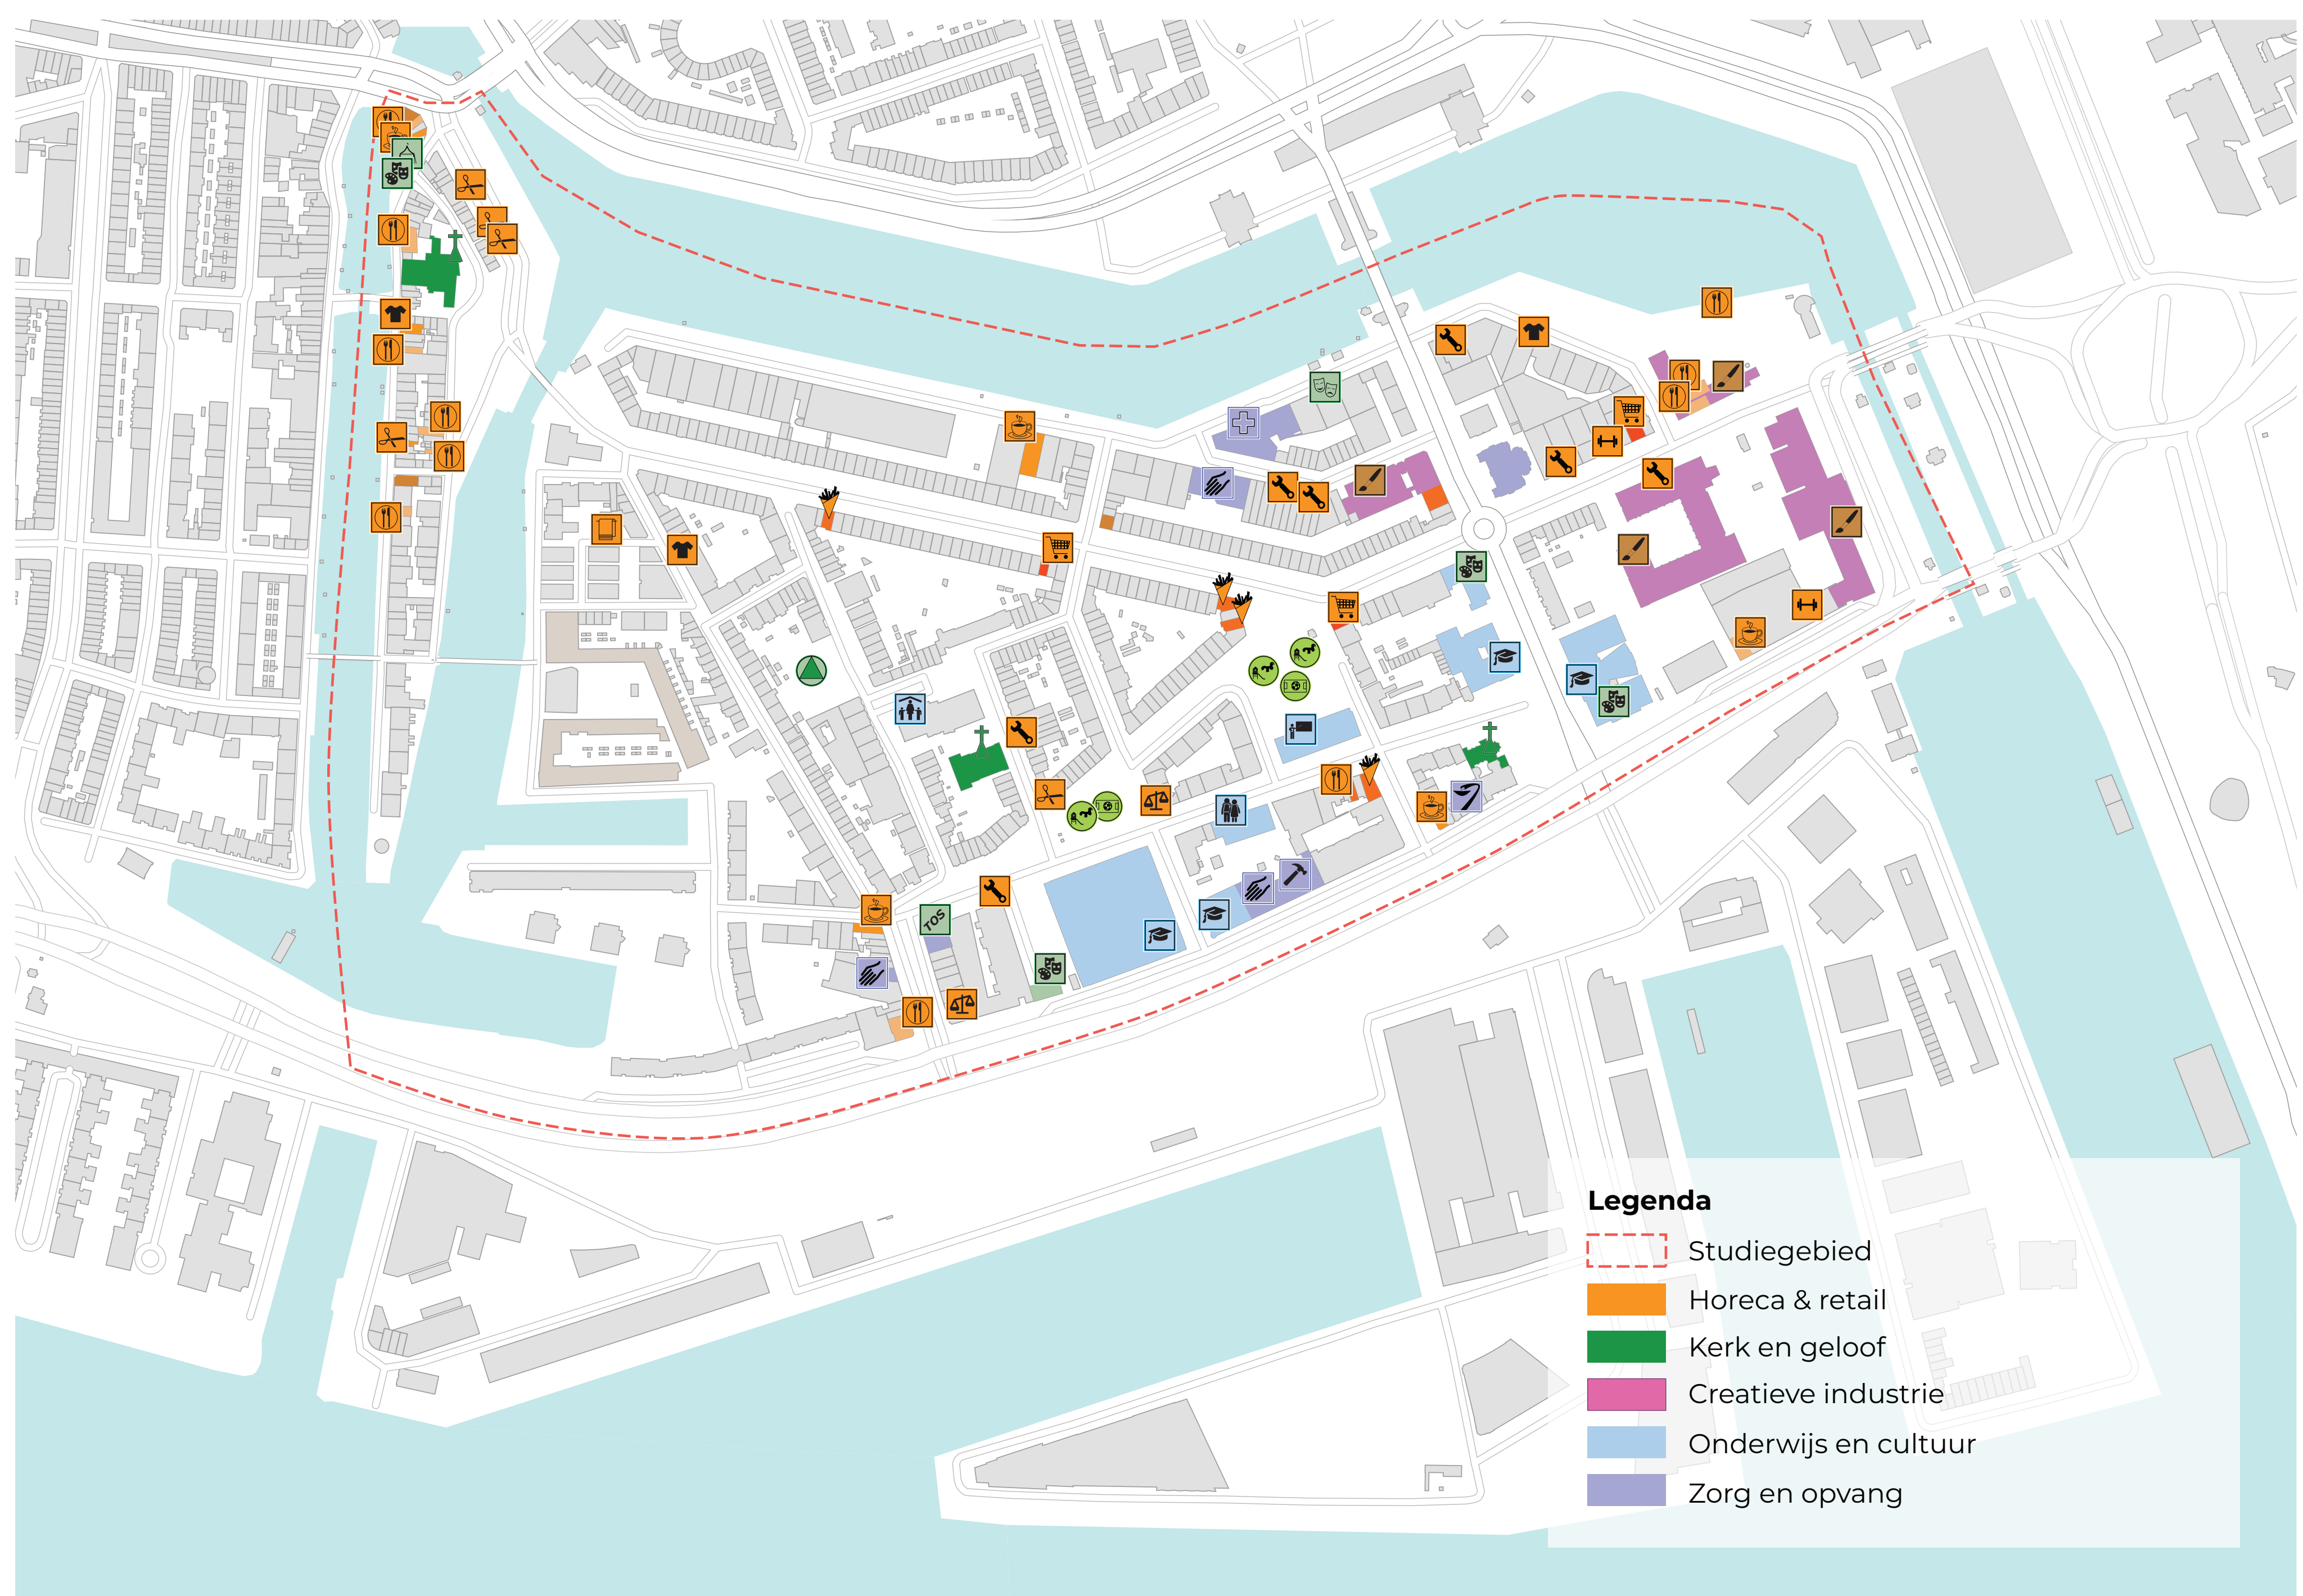 TOS
Legenda
Studiegebied
Horeca & retail
Kerk en geloof
Creatieve industrie
Onderwijs en cultuur
Zorg en opvang